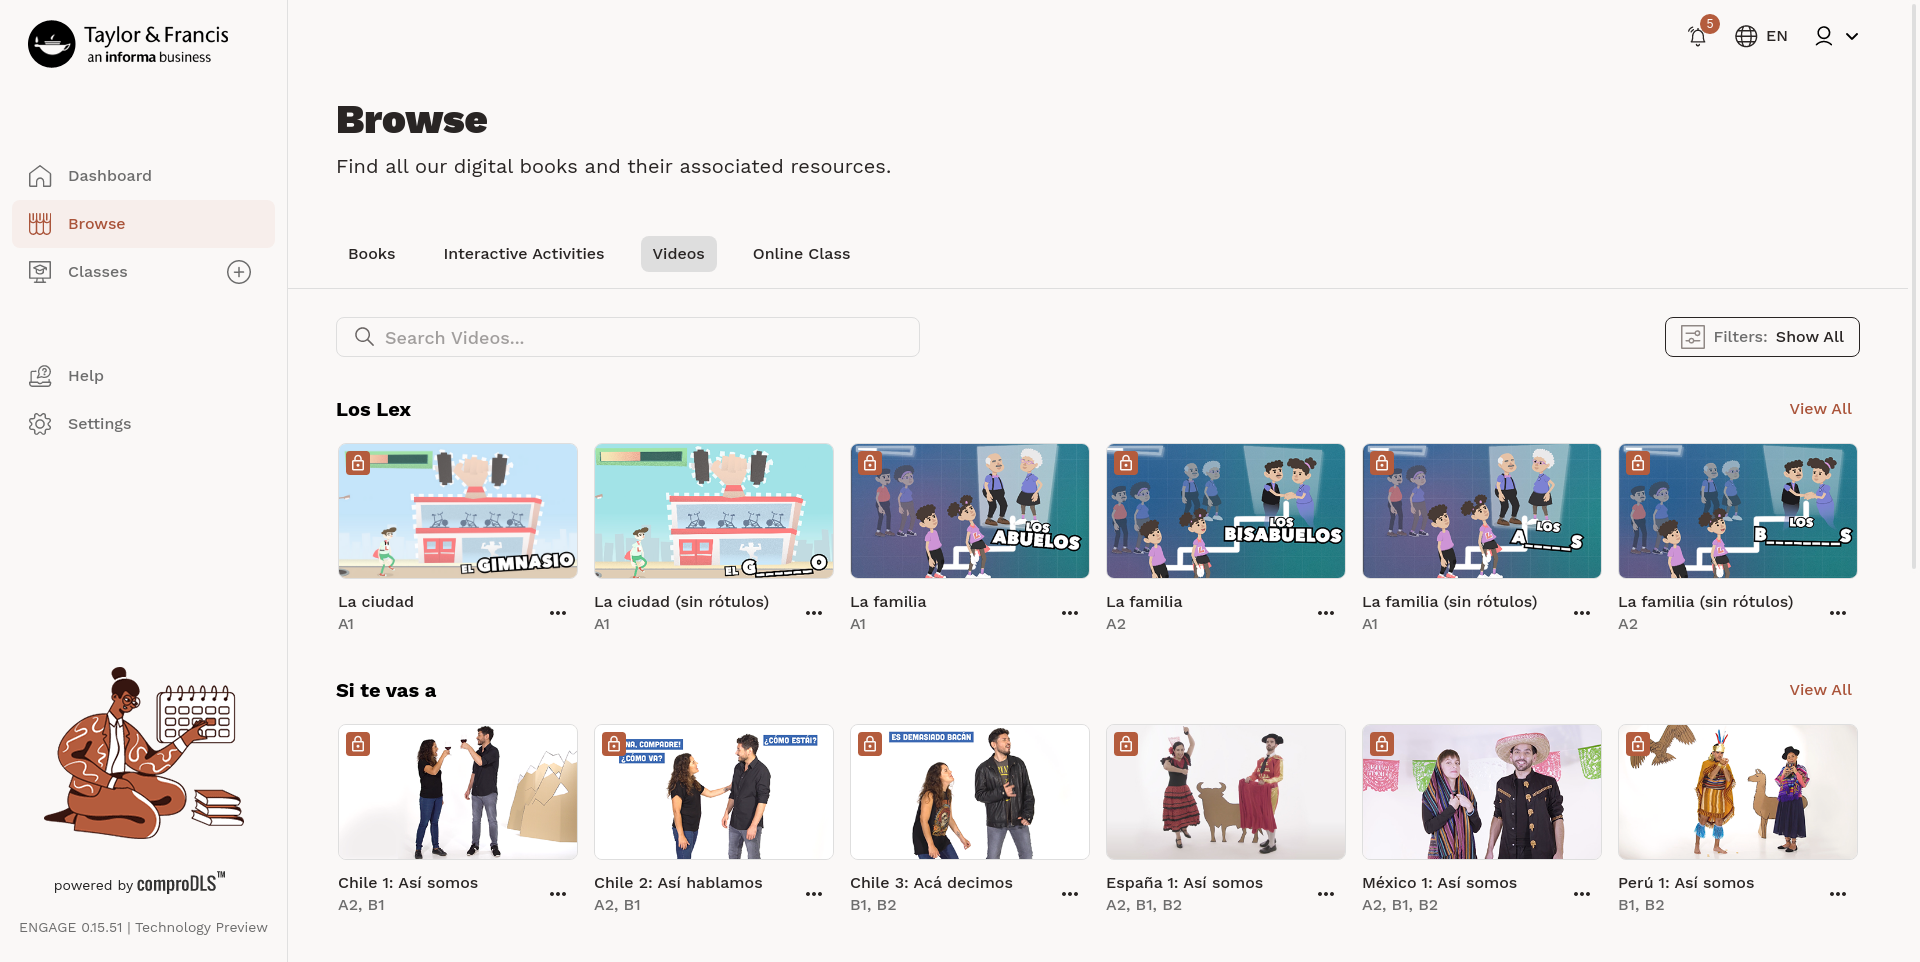 Taylor & Francis
an informa business
5
EN
Dashboard
Browse
Classes
Help
Settings
powered by comproDLS™
ENGAGE 0.15.51 | Technology Preview
Browse
Find all our digital books and their associated resources.
Books
Interactive Activities
Videos
Online Class
Search Videos...
Filters: Show All
Los Lex
View All
EL GIMNASIO
EL G_____O
LOS ABUELOS
LOS BISABUELOS
LOS A_____S
LOS B________S
La ciudad
A1
La ciudad (sin rótulos)
A1
La familia
A1
La familia
A2
La familia (sin rótulos)
A1
La familia (sin rótulos)
A2
Si te vas a
View All
NA, COMPADRE!
¿CÓMO VA?
¿CÓMO ESTÁI?
ES DEMASIADO BACÁN
Chile 1: Así somos
A2, B1
Chile 2: Así hablamos
A2, B1
Chile 3: Acá decimos
B1, B2
España 1: Así somos
A2, B1, B2
México 1: Así somos
A2, B1, B2
Perú 1: Así somos
B1, B2